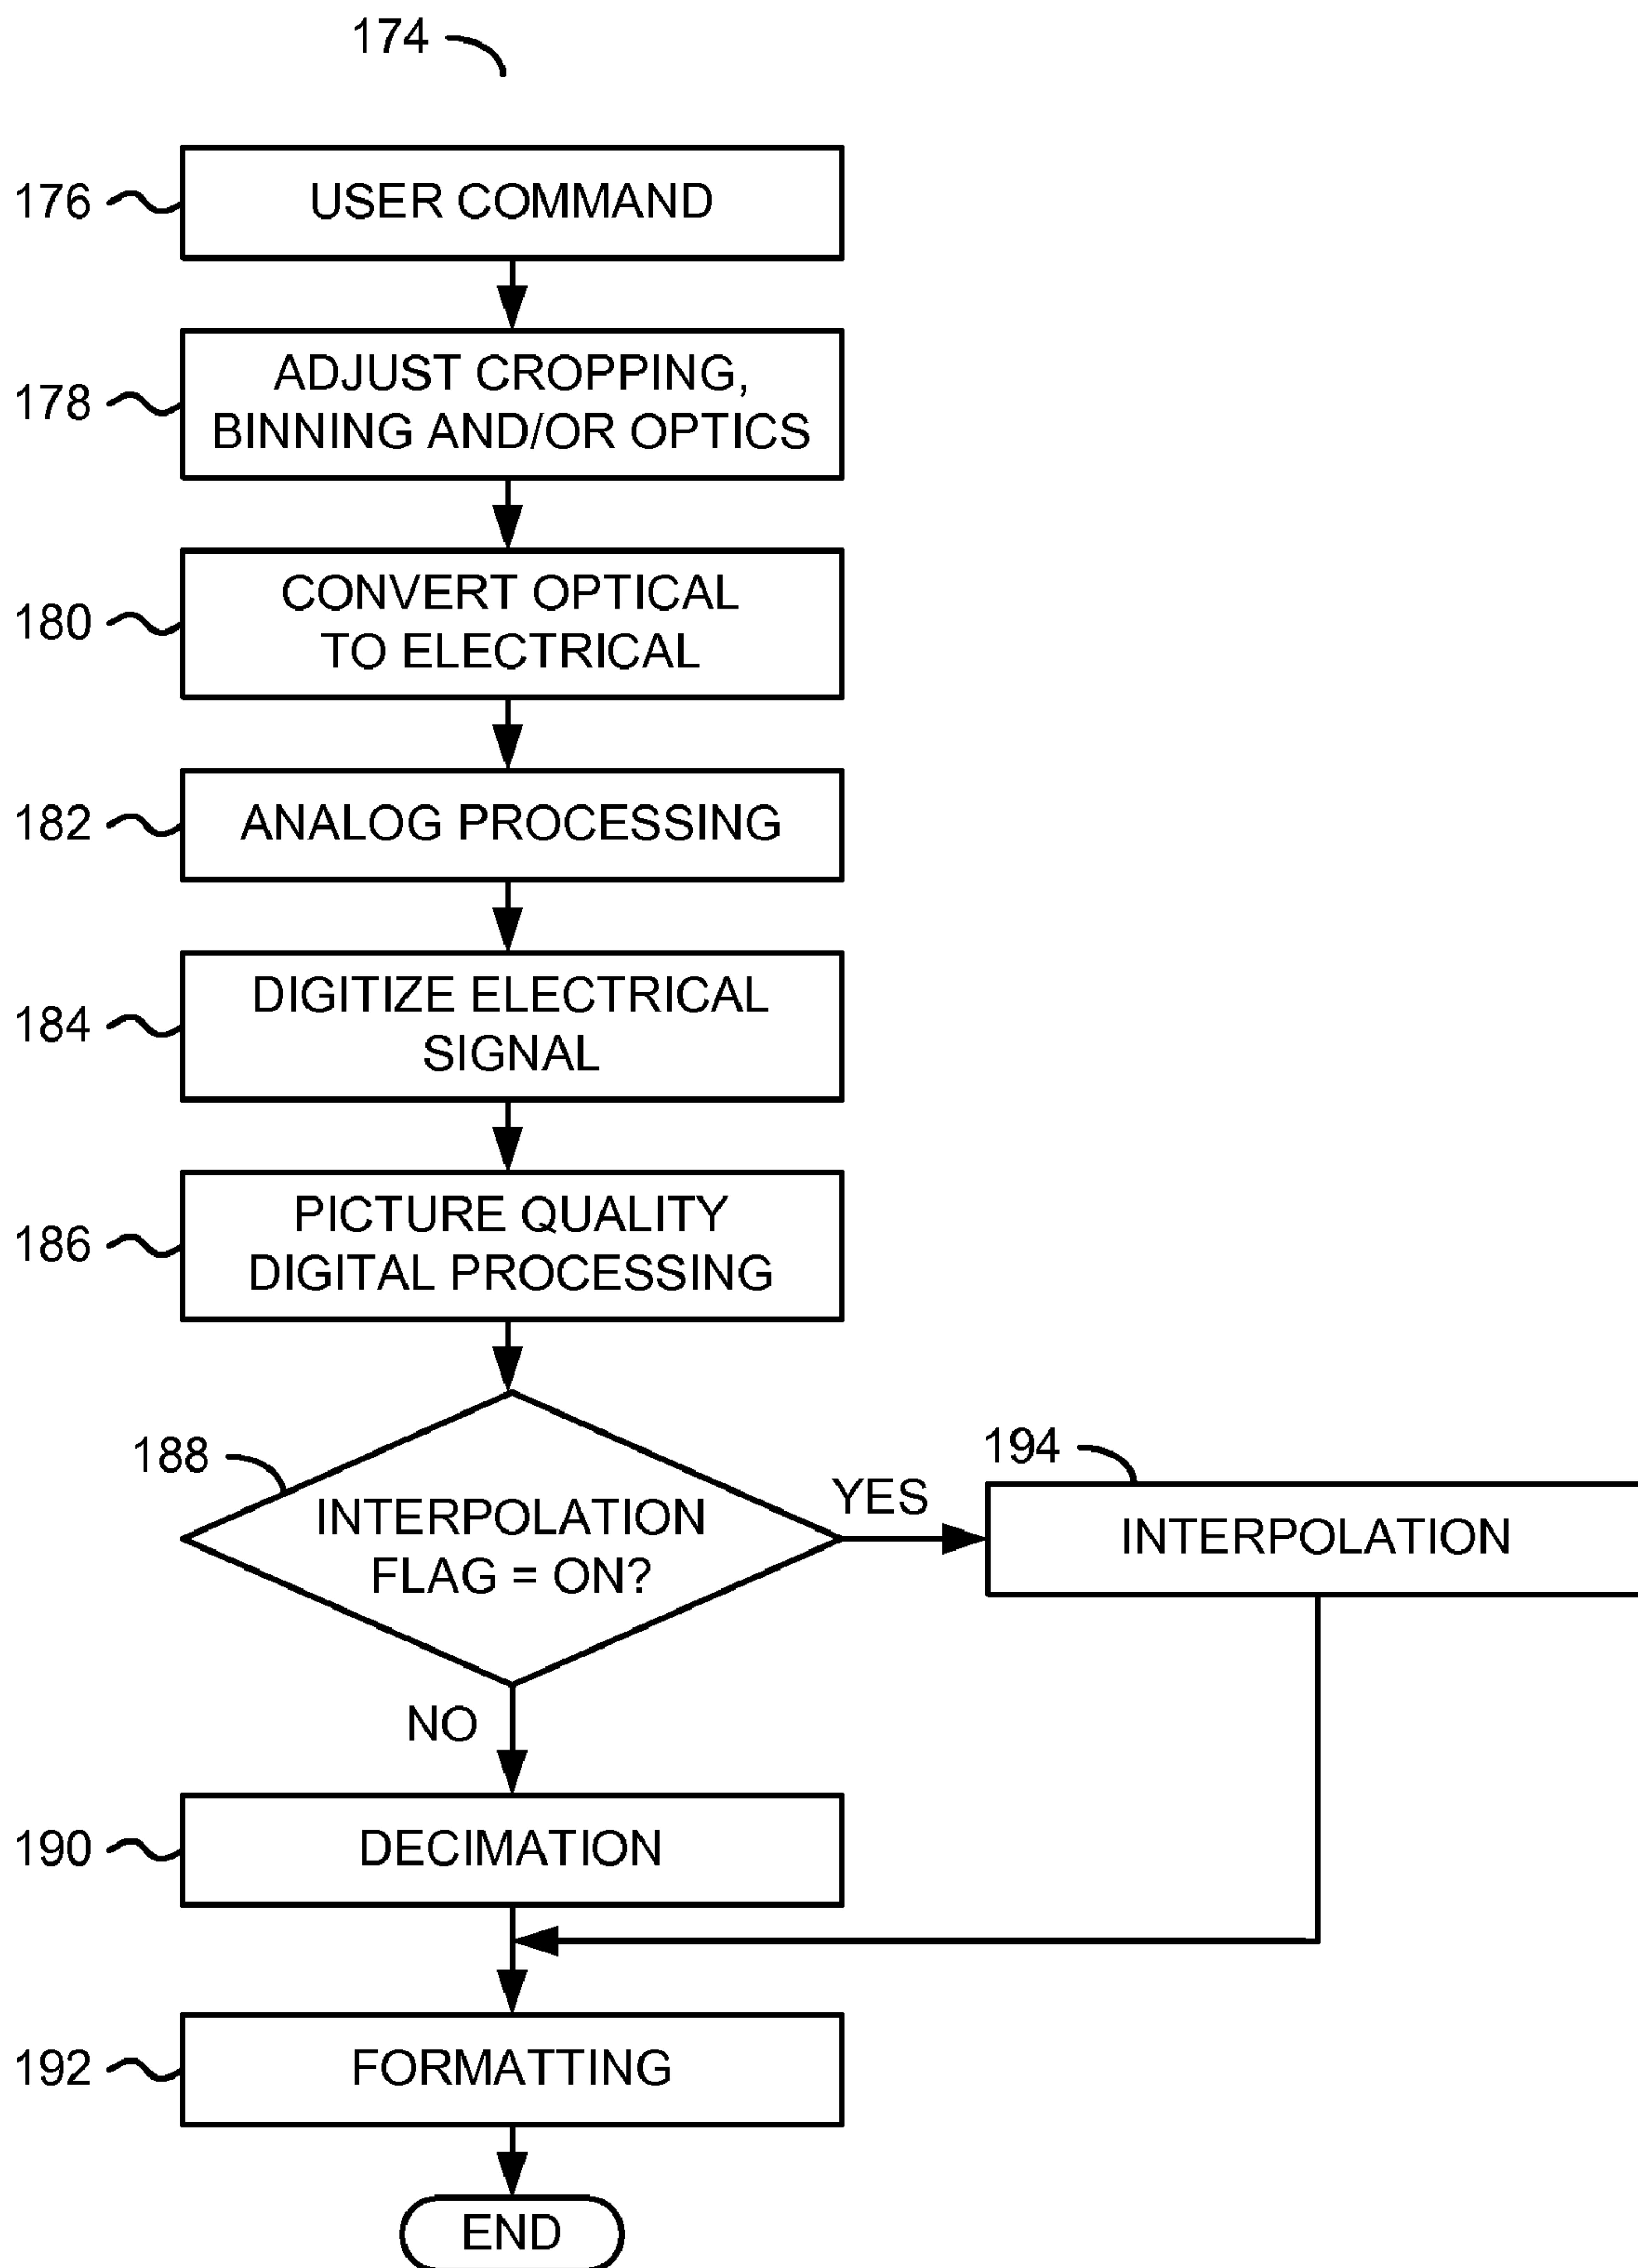 174
176
USER COMMAND
178
ADJUST CROPPING,
BINNING AND/OR OPTICS
180
CONVERT OPTICAL
TO ELECTRICAL
182
ANALOG PROCESSING
184
DIGITIZE ELECTRICAL
SIGNAL
186
PICTURE QUALITY
DIGITAL PROCESSING
188
INTERPOLATION
FLAG = ON?
YES
194
INTERPOLATION
NO
190
DECIMATION
192
FORMATTING
END